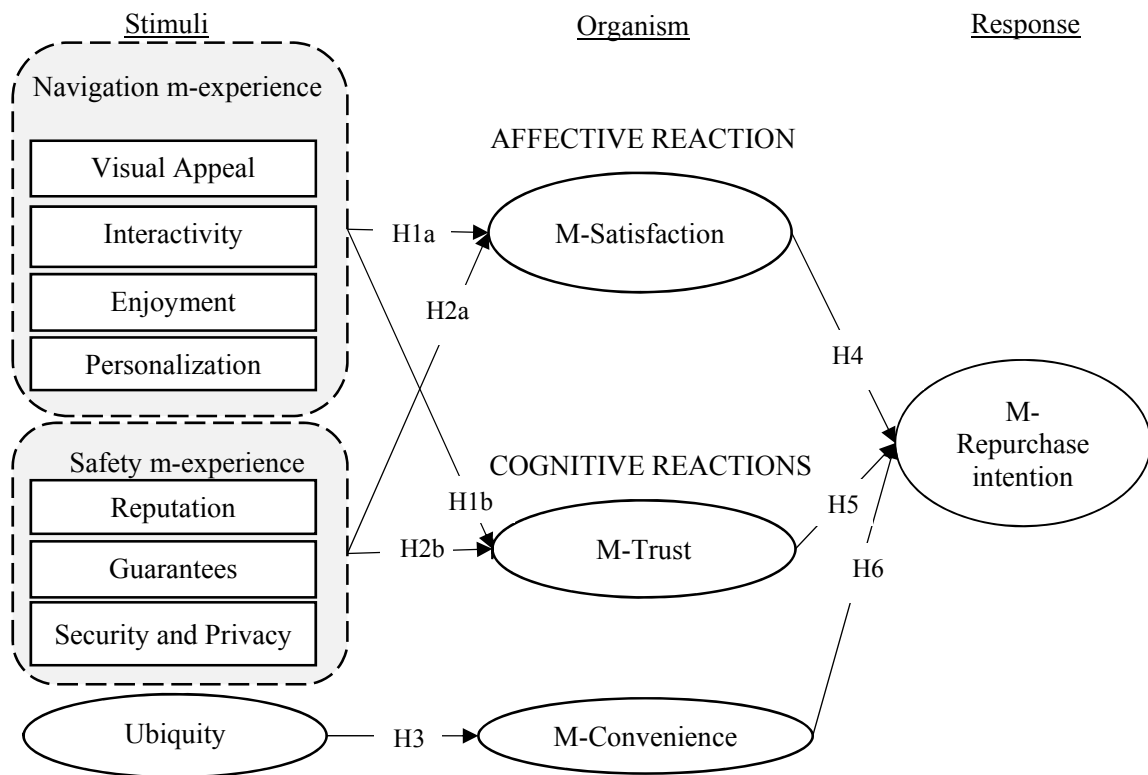 Stimuli
Organism
Response
Navigation m-experience
Visual Appeal
Interactivity
Enjoyment
Personalization
Safety m-experience
Reputation
Guarantees
Security and Privacy
Ubiquity
H1a
H2a
H1b
H2b
H3
AFFECTIVE REACTION
M-Satisfaction
COGNITIVE REACTIONS
M-Trust
M-Convenience
H4
H5
H6
M-
Repurchase
intention